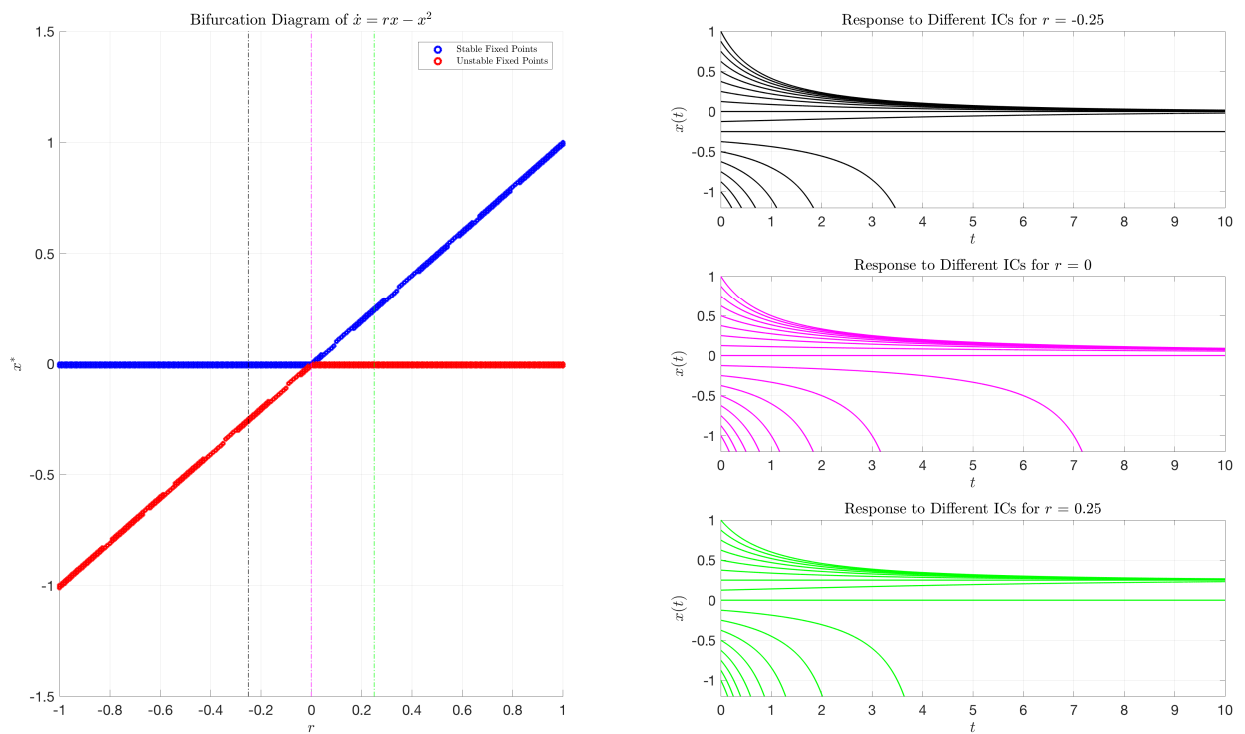 Bifurcation Diagram of ẋ = rx − x²
Stable Fixed Points
Unstable Fixed Points
1.5
1
0.5
0
-0.5
-1
-1.5
x*
-1 -0.8 -0.6 -0.4 -0.2 0 0.2 0.4 0.6 0.8 1
r
Response to Different ICs for r = -0.25
1
0.5
0
-0.5
-1
x(t)
0 1 2 3 4 5 6 7 8 9 10
t
Response to Different ICs for r = 0
1
0.5
0
-0.5
-1
x(t)
0 1 2 3 4 5 6 7 8 9 10
t
Response to Different ICs for r = 0.25
1
0.5
0
-0.5
-1
x(t)
0 1 2 3 4 5 6 7 8 9 10
t